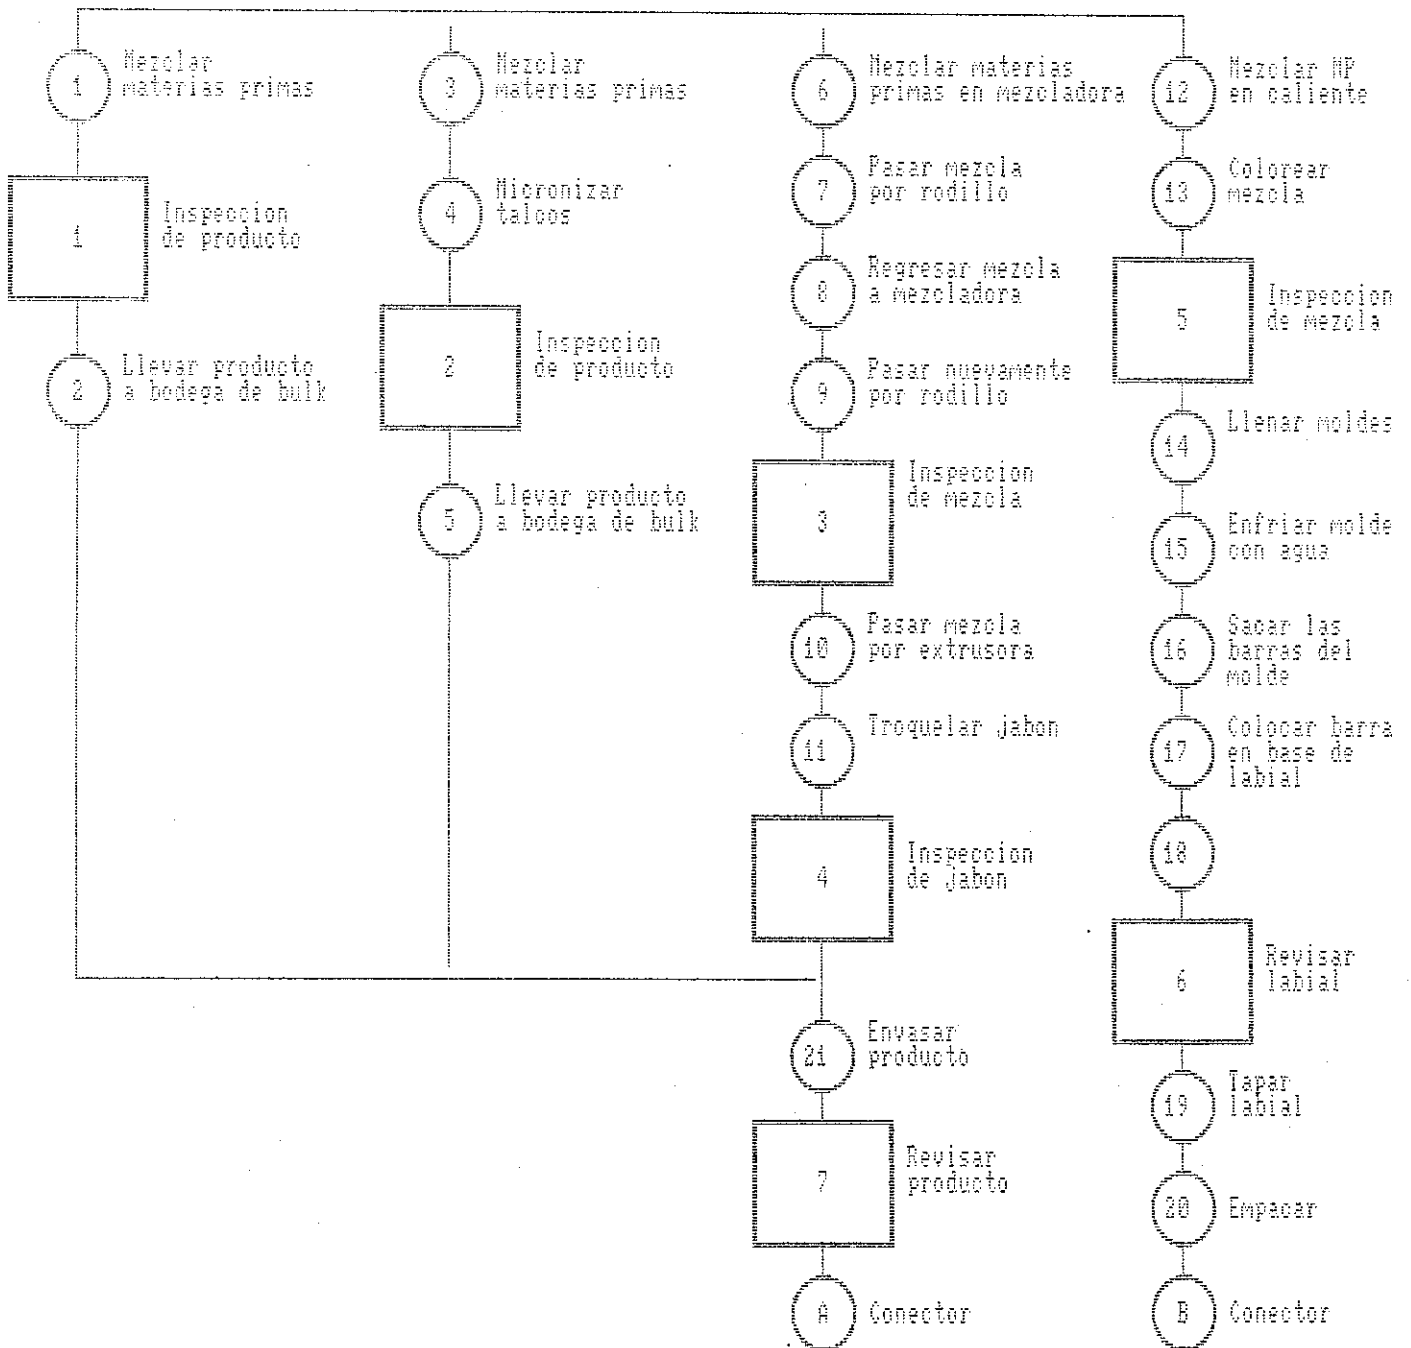 1
Mezclar
materias primas
1
Inspeccion
de producto
2
Llevar producto
a bodega de bulk
3
Mezclar
materias primas
4
Micronizar
talcos
2
Inspeccion
de producto
5
Llevar producto
a bodega de bulk
6
Mezclar materias
primas en mezcladora
7
Pasar mezcla
por rodillo
8
Regresar mezcla
a mezcladora
9
Pasar nuevamente
por rodillo
3
Inspeccion
de mezcla
10
Pasar mezcla
por extrusora
11
Troquelar jabon
4
Inspeccion
de jabon
21
Envasar
producto
7
Revisar
producto
A
Conector
12
Mezclar MP
en caliente
13
Colorear
mezcla
5
Inspeccion
de mezcla
14
Llenar moldes
15
Enfriar molde
con agua
16
Sacar las
barras del
molde
17
Colocar barra
en base de
labial
18
6
Revisar
labial
19
Tapar
labial
20
Empacar
B
Conector